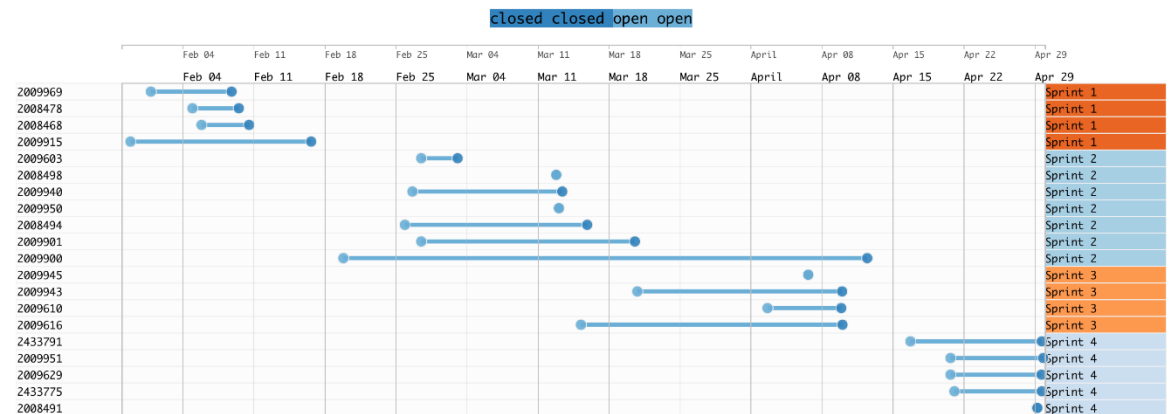 closed closed open open
Feb 04 Feb 11 Feb 18 Feb 25 Mar 04 Mar 11 Mar 18 Mar 25 April Apr 08 Apr 15 Apr 22 Apr 29
Feb 04 Feb 11 Feb 18 Feb 25 Mar 04 Mar 11 Mar 18 Mar 25 April Apr 08 Apr 15 Apr 22 Apr 29
2009969 Sprint 1
2008478 Sprint 1
2008468 Sprint 1
2009915 Sprint 1
2009603 Sprint 2
2008498 Sprint 2
2009940 Sprint 2
2009950 Sprint 2
2008494 Sprint 2
2009901 Sprint 2
2009900 Sprint 2
2009945 Sprint 3
2009943 Sprint 3
2009610 Sprint 3
2009616 Sprint 3
2433791 Sprint 4
2009951 Sprint 4
2009629 Sprint 4
2433775 Sprint 4
2008491 Sprint 4